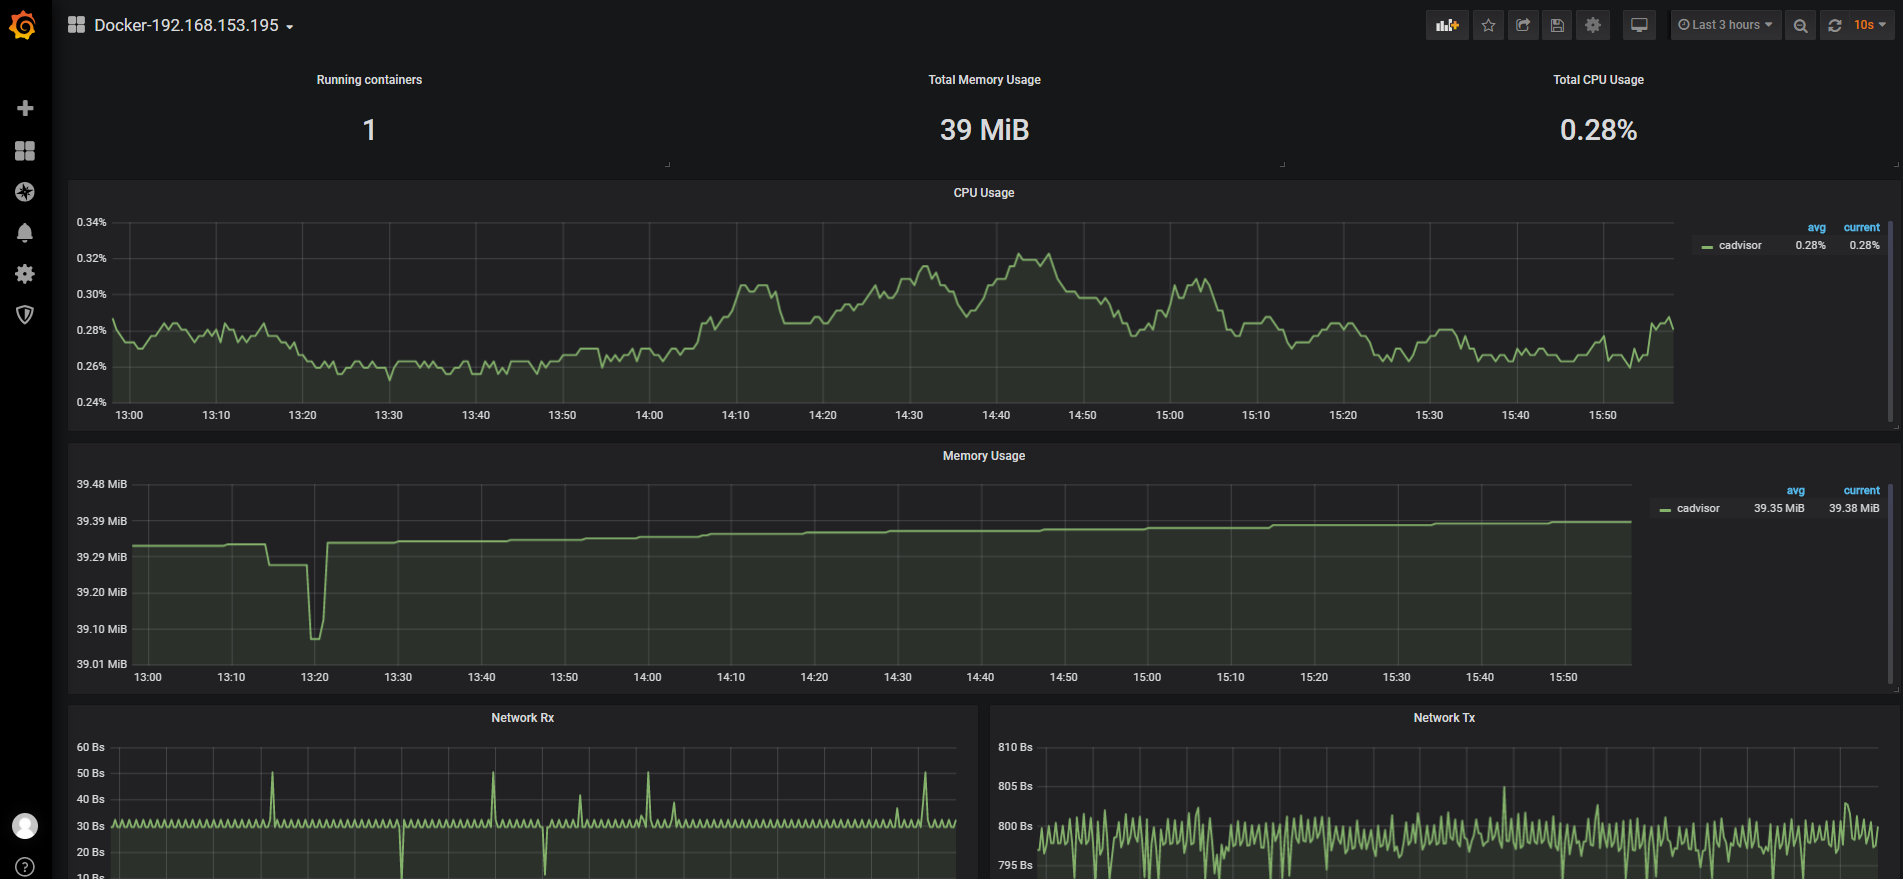 Docker-192.168.153.195
Last 3 hours
10s
Running containers
1
Total Memory Usage
39 MiB
Total CPU Usage
0.28%
CPU Usage
0.34%
0.32%
0.30%
0.28%
0.26%
0.24%
13:00 13:10 13:20 13:30 13:40 13:50 14:00 14:10 14:20 14:30 14:40 14:50 15:00 15:10 15:20 15:30 15:40 15:50
avg current
cadvisor 0.28% 0.28%
Memory Usage
39.48 MiB
39.39 MiB
39.29 MiB
39.20 MiB
39.10 MiB
39.01 MiB
13:00 13:10 13:20 13:30 13:40 13:50 14:00 14:10 14:20 14:30 14:40 14:50 15:00 15:10 15:20 15:30 15:40 15:50
avg current
cadvisor 39.35 MiB 39.38 MiB
Network Rx
60 Bs
50 Bs
40 Bs
30 Bs
20 Bs
10 Bs
Network Tx
810 Bs
805 Bs
800 Bs
795 Bs
?